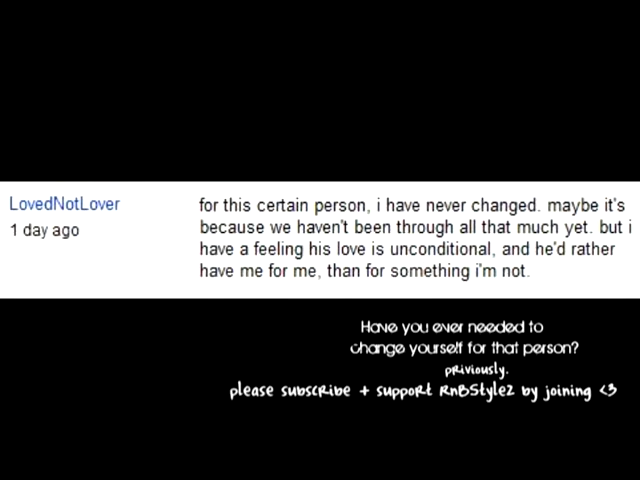 LovedNotLover
1 day ago
for this certain person, i have never changed. maybe it's
because we haven't been through all that much yet. but i
have a feeling his love is unconditional, and he'd rather
have me for me, than for something i'm not.
Have you ever needed to
change yourself for that person?
priviously.
please subscribe + support RnBStylez by joining <3